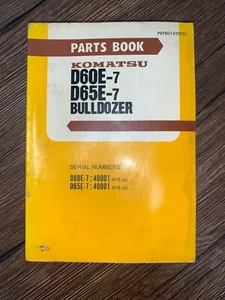 PEPB0147S0701
PARTS BOOK
KOMATSU
D60E-7
D65E-7
BULLDOZER
SERIAL NUMBERS
D60E-7 : 40001 and up
D65E-7 : 40001 and up